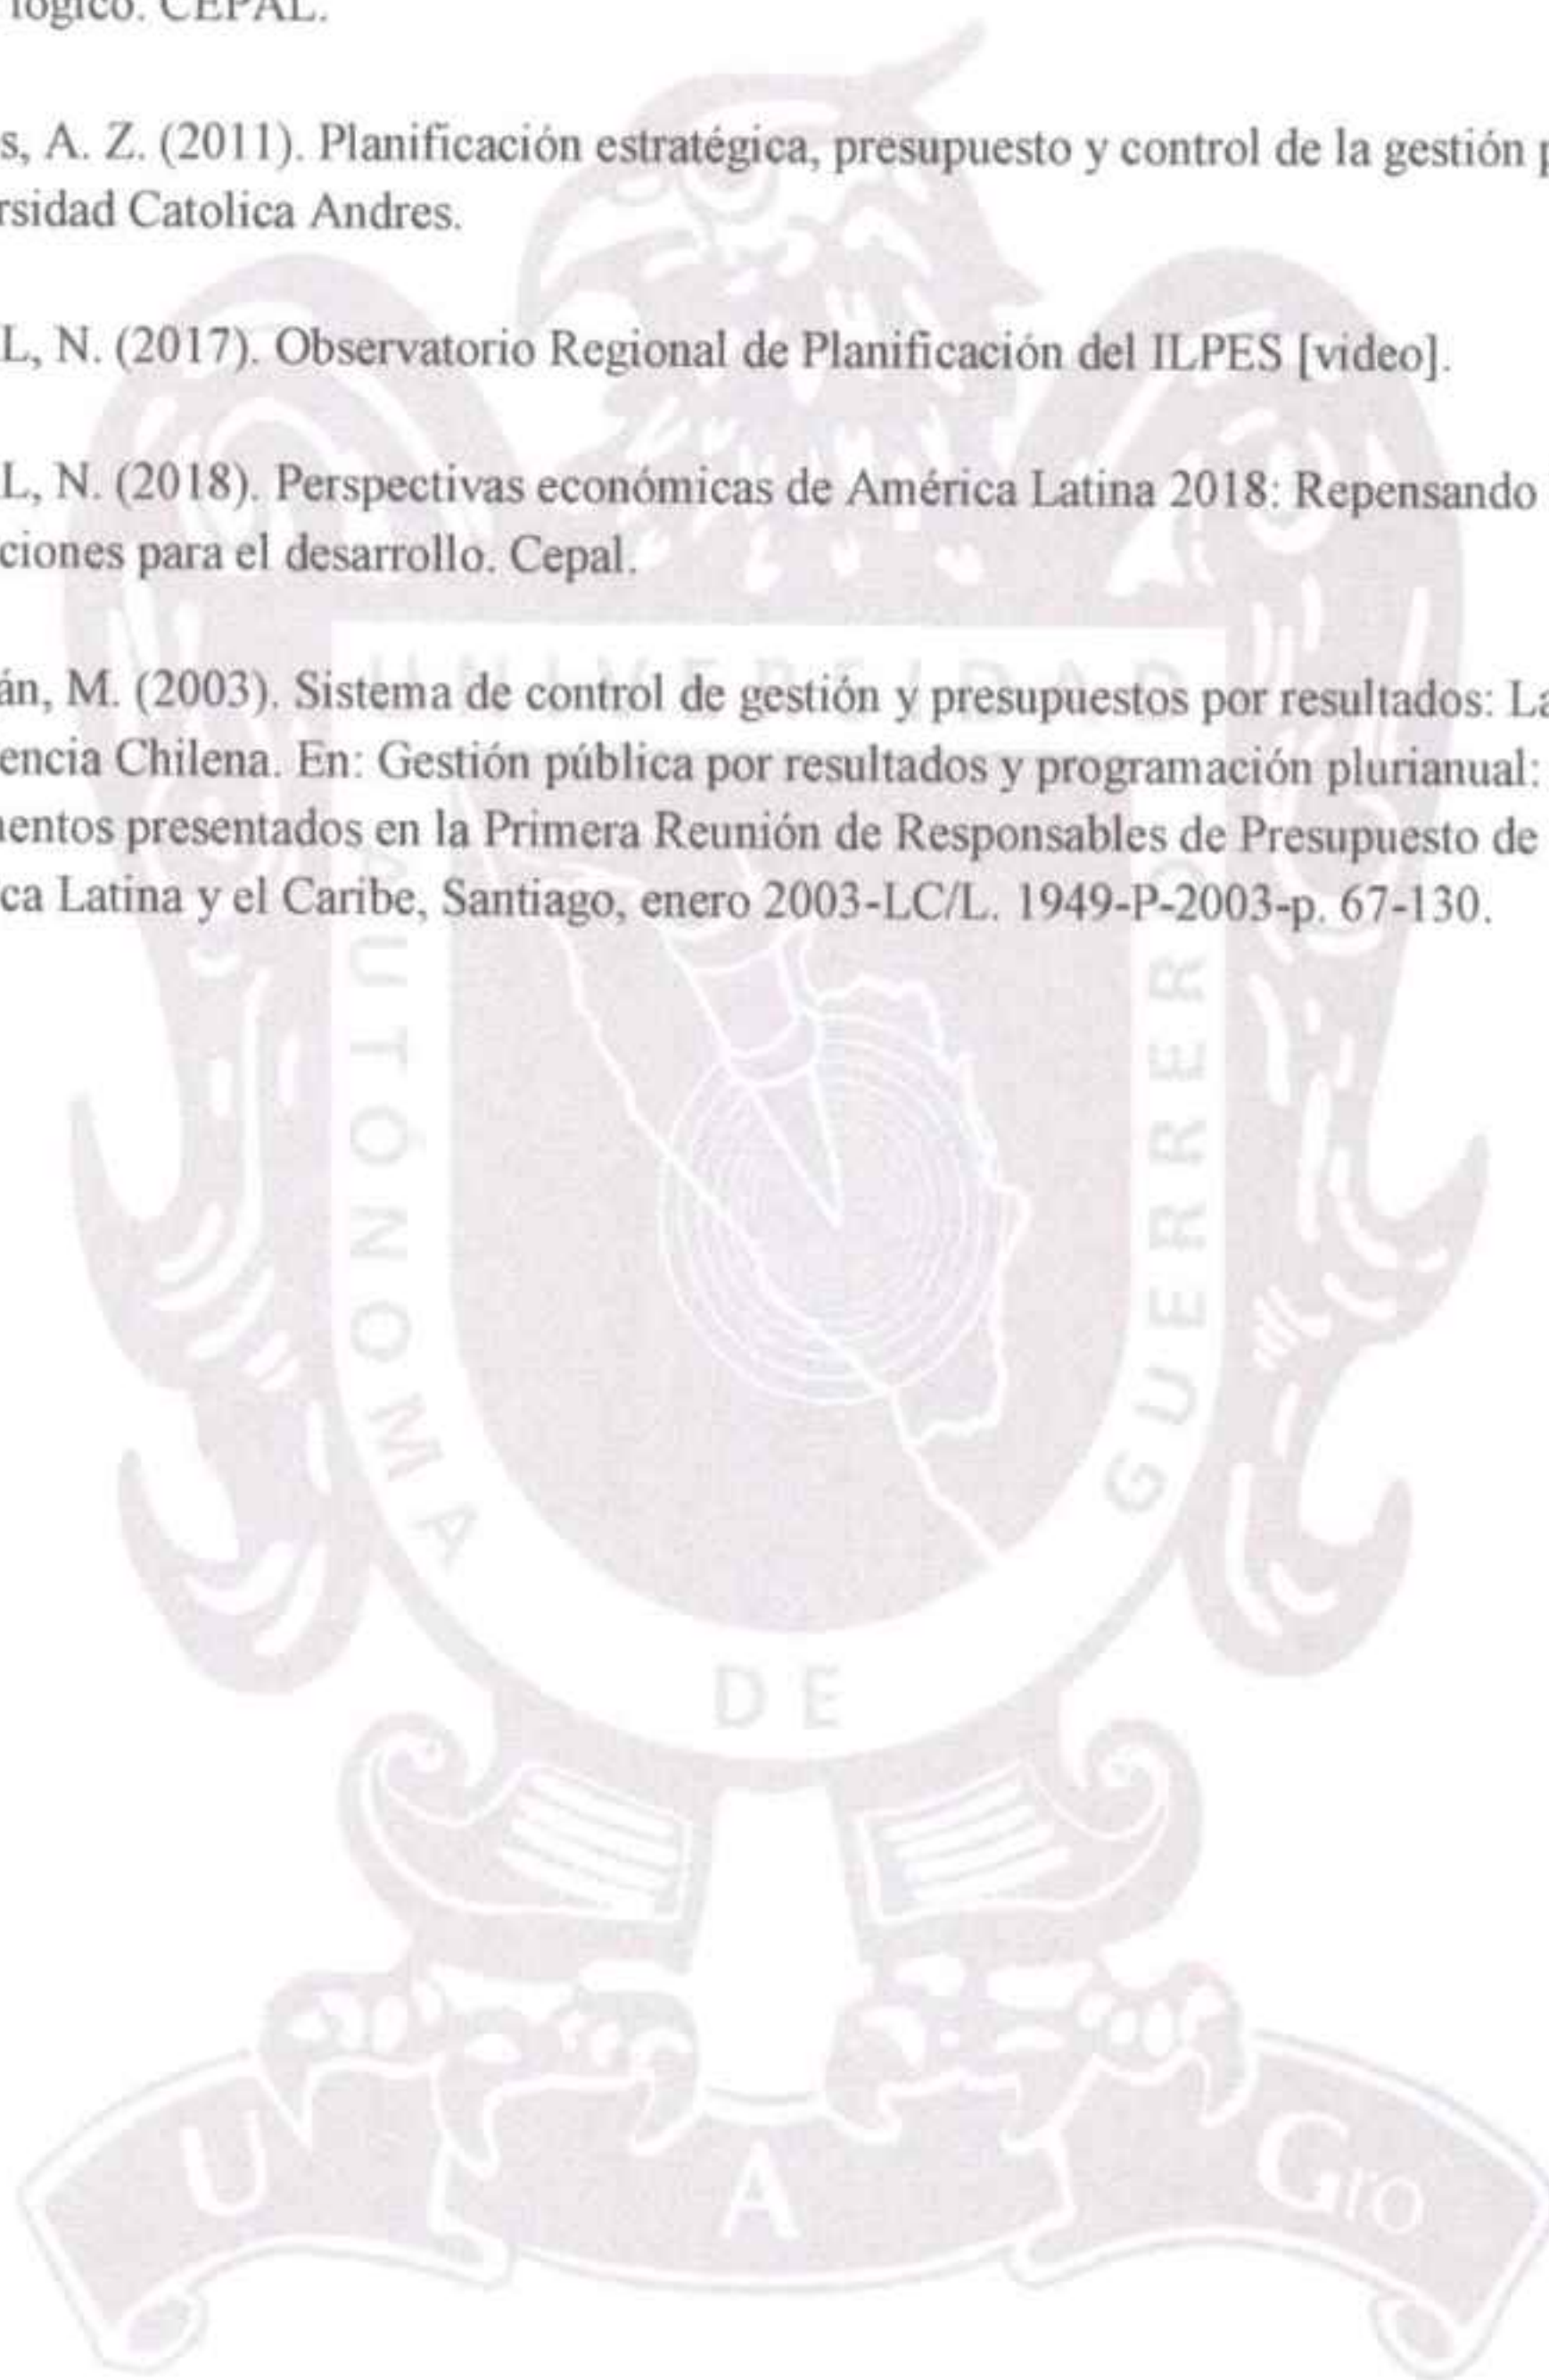 lógico. CEPAL.
s, A. Z. (2011). Planificación estratégica, presupuesto y control de la gestión p
rsidad Catolica Andres.
L, N. (2017). Observatorio Regional de Planificación del ILPES [video].
L, N. (2018). Perspectivas económicas de América Latina 2018: Repensando
ciones para el desarrollo. Cepal.
án, M. (2003). Sistema de control de gestión y presupuestos por resultados: La
encia Chilena. En: Gestión pública por resultados y programación plurianual:
entos presentados en la Primera Reunión de Responsables de Presupuesto de
ca Latina y el Caribe, Santiago, enero 2003-LC/L. 1949-P-2003-p. 67-130.
UNIVERSIDAD
AUTÓNOMA
DE
GUERRERO
U A Gro